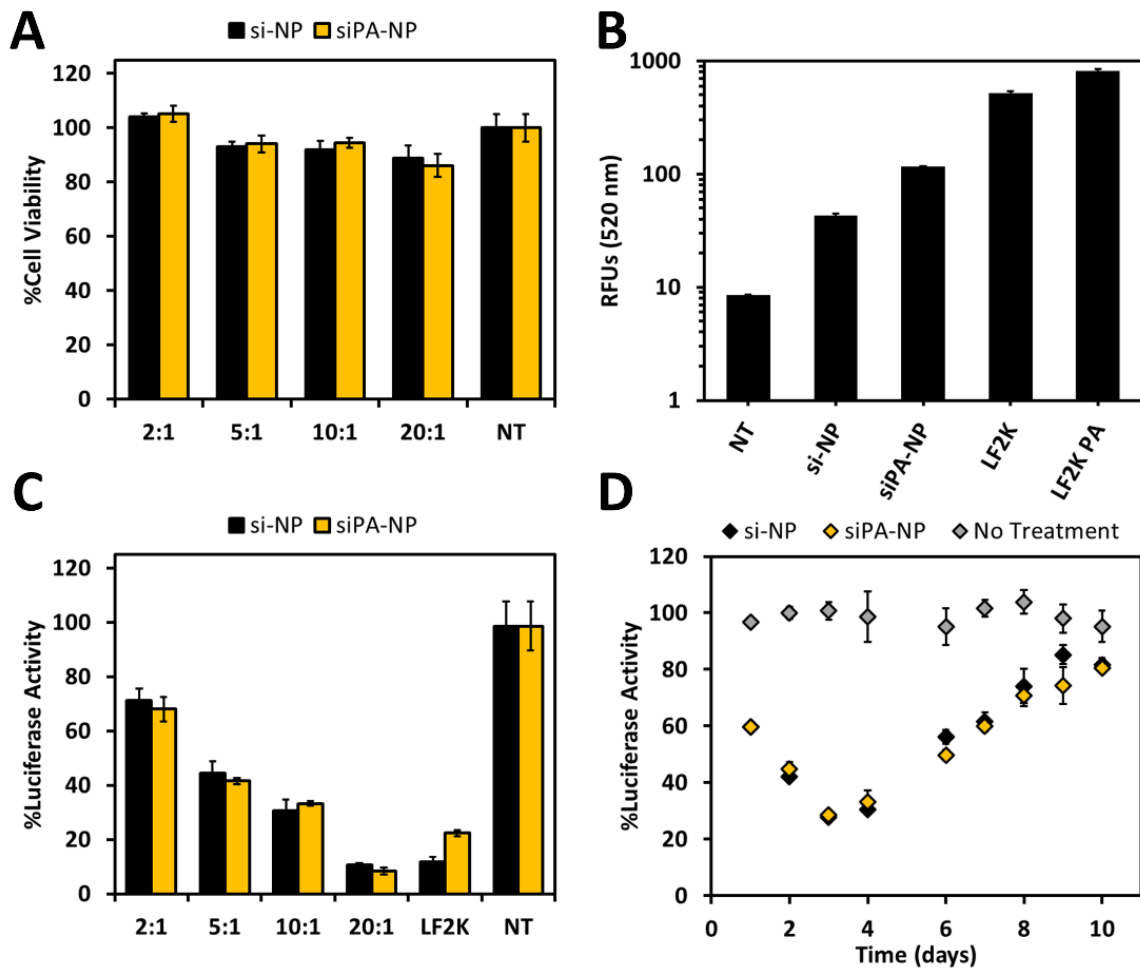 A
si-NP siPA-NP
%Cell Viability
120
100
80
60
40
20
0
2:1 5:1 10:1 20:1 NT
B
RFUs (520 nm)
1000
100
10
1
NT si-NP siPA-NP LF2K LF2K PA
C
si-NP siPA-NP
%Luciferase Activity
120
100
80
60
40
20
0
2:1 5:1 10:1 20:1 LF2K NT
D
si-NP siPA-NP No Treatment
%Luciferase Activity
120
100
80
60
40
20
0
0 2 4 6 8 10
Time (days)